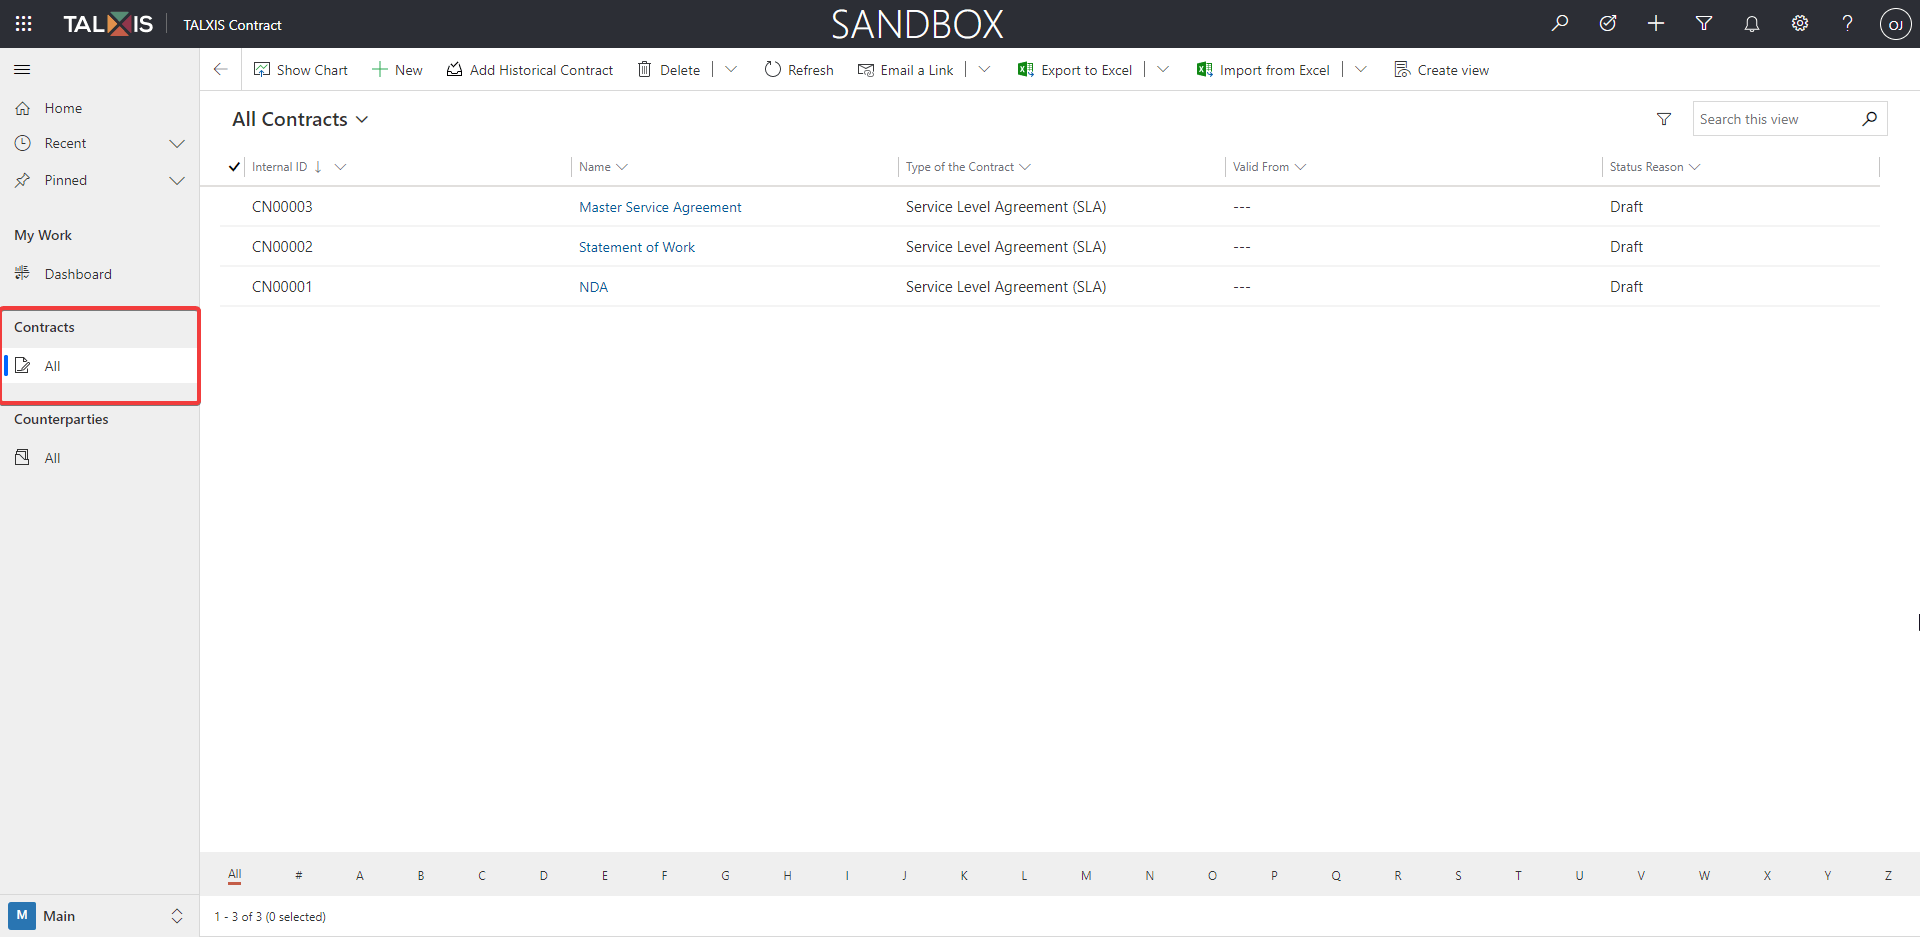 TALXIS TALXIS Contract SANDBOX OJ
Show Chart New Add Historical Contract Delete Refresh Email a Link Export to Excel Import from Excel Create view
Home
Recent
Pinned
My Work
Dashboard
Contracts
All
Counterparties
All
M Main
All Contracts
Search this view
Internal ID Name Type of the Contract Valid From Status Reason
CN00003 Master Service Agreement Service Level Agreement (SLA) --- Draft
CN00002 Statement of Work Service Level Agreement (SLA) --- Draft
CN00001 NDA Service Level Agreement (SLA) --- Draft
All # A B C D E F G H I J K L M N O P Q R S T U V W X Y Z
1 - 3 of 3 (0 selected)